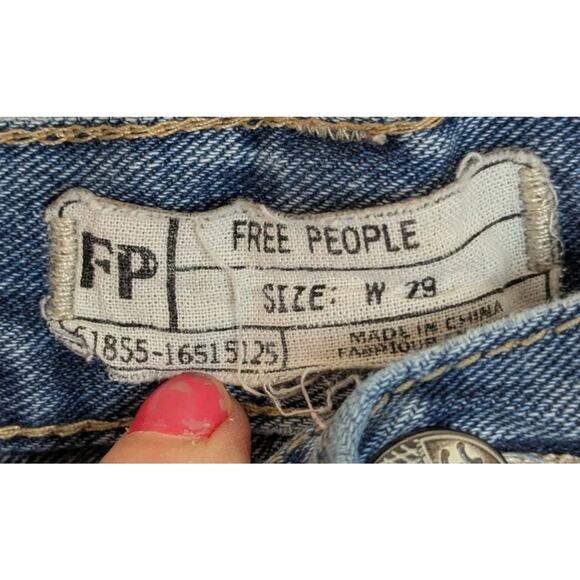 FP
FREE PEOPLE
SIZE: W 29
51855-16515125
MADE IN CHINA